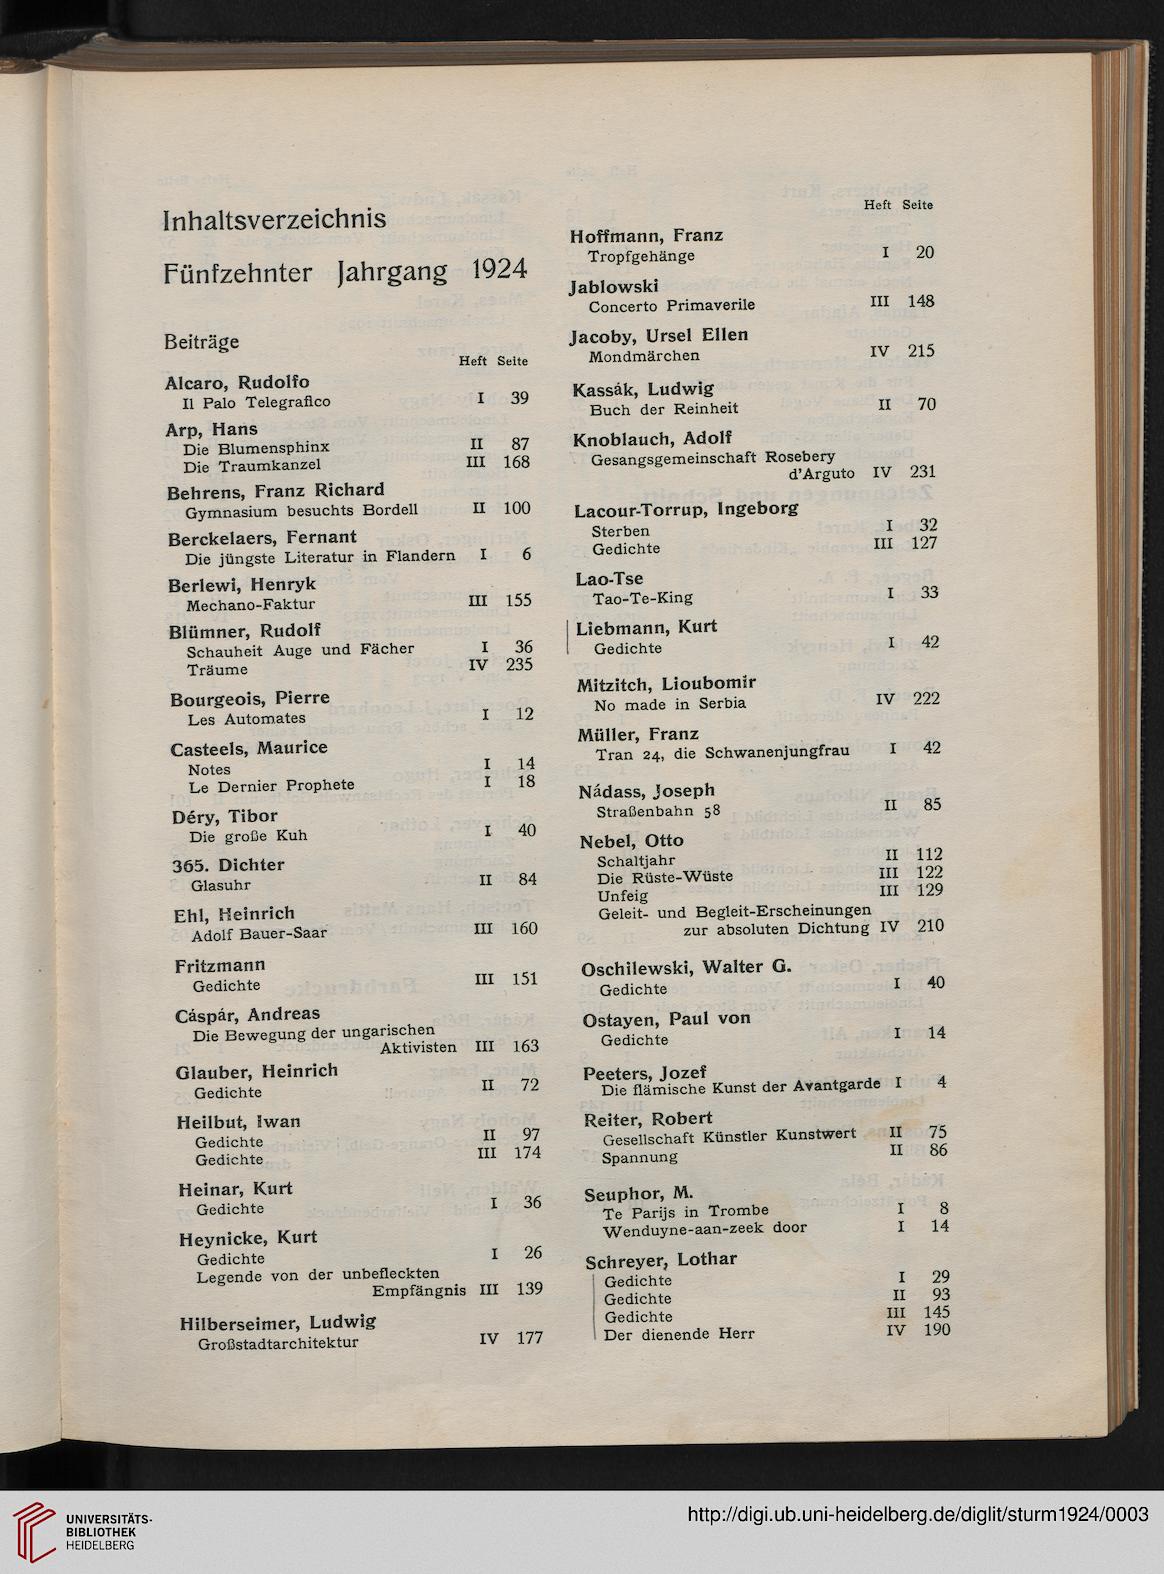 Inhaltsverzeichnis
Fünfzehnter Jahrgang 1924
Beiträge
Heft Seite
Alcaro, Rudolfo
Il Palo Telegrafico I 39
Arp, Hans
Die Blumensphinx II 87
Die Traumkanzel III 168
Behrens, Franz Richard
Gymnasium besuchts Bordell II 100
Berckelaers, Fernant
Die jüngste Literatur in Flandern I 6
Berlewi, Henryk
Mechano-Faktur III 155
Blümner, Rudolf
Schauheit Auge und Fächer I 36
Träume IV 235
Bourgeois, Pierre
Les Automates I 12
Casteels, Maurice
Notes I 14
Le Dernier Prophete I 18
Déry, Tibor
Die große Kuh I 40
365. Dichter
Glasuhr II 84
Ehl, Heinrich
Adolf Bauer-Saar III 160
Fritzmann
Gedichte III 151
Cáspár, Andreas
Die Bewegung der ungarischen
Aktivisten III 163
Glauber, Heinrich
Gedichte II 72
Heilbut, Iwan
Gedichte II 97
Gedichte III 174
Heinar, Kurt
Gedichte I 36
Heynicke, Kurt
Gedichte I 26
Legende von der unbefleckten
Empfängnis III 139
Hilberseimer, Ludwig
Großstadtarchitektur IV 177
Heft Seite
Hoffmann, Franz
Tropfgehänge I 20
Jablowski
Concerto Primaverile III 148
Jacoby, Ursel Ellen
Mondmärchen IV 215
Kassák, Ludwig
Buch der Reinheit II 70
Knoblauch, Adolf
Gesangsgemeinschaft Rosebery
d'Arguto IV 231
Lacour-Torrup, Ingeborg
Sterben I 32
Gedichte III 127
Lao-Tse
Tao-Te-King I 33
Liebmann, Kurt
Gedichte I 42
Mitzitch, Lioubomir
No made in Serbia IV 222
Müller, Franz
Tran 24, die Schwanenjungfrau I 42
Nádass, Joseph
Straßenbahn 58 II 85
Nebel, Otto
Schaltjahr II 112
Die Rüste-Wüste III 122
Unfeig III 129
Geleit- und Begleit-Erscheinungen
zur absoluten Dichtung IV 210
Oschilewski, Walter G.
Gedichte I 40
Ostayen, Paul von
Gedichte I 14
Peeters, Jozef
Die flämische Kunst der Avantgarde I 4
Reiter, Robert
Gesellschaft Künstler Kunstwert II 75
Spannung II 86
Seuphor, M.
Te Parijs in Trombe I 8
Wenduyne-aan-zeek door I 14
Schreyer, Lothar
Gedichte I 29
Gedichte II 93
Gedichte III 145
Der dienende Herr IV 190
UNIVERSITÄTS-
BIBLIOTHEK
HEIDELBERG
http://digi.ub.uni-heidelberg.de/diglit/sturm1924/0003